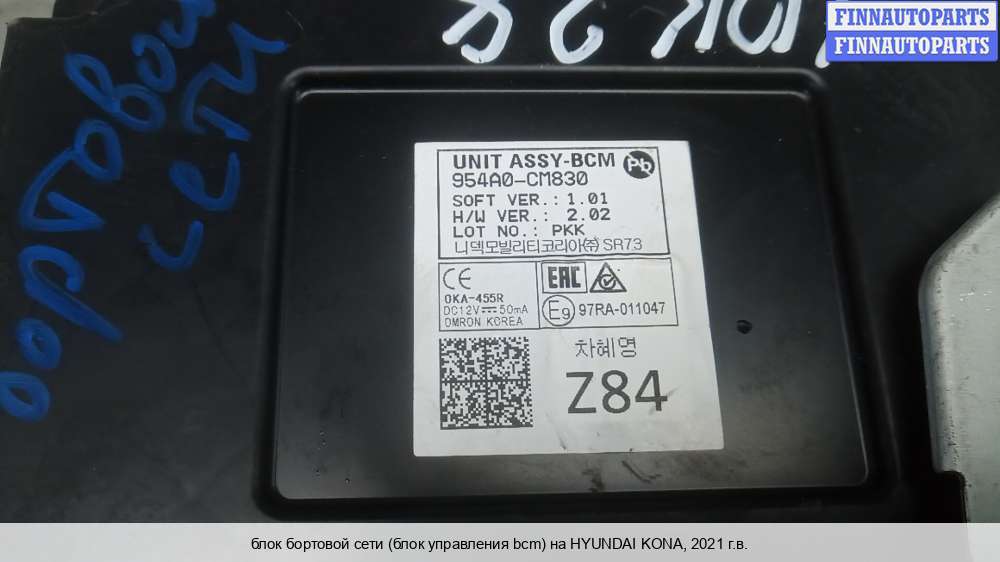 FINNAUTOPARTS
FINNAUTOPARTS
бортовой
сети
UNIT ASSY-BCM
Pb
954A0-CM830
SOFT VER.: 1.01
H/W VER.: 2.02
LOT NO.: PKK
니덱모빌리티코리아㈜ SR73
CE
OKA-455R
DC12V⎓50mA
OMRON KOREA
EAC
E9 97RA-011047
차혜영
Z84
блок бортовой сети (блок управления bcm) на HYUNDAI KONA, 2021 г.в.